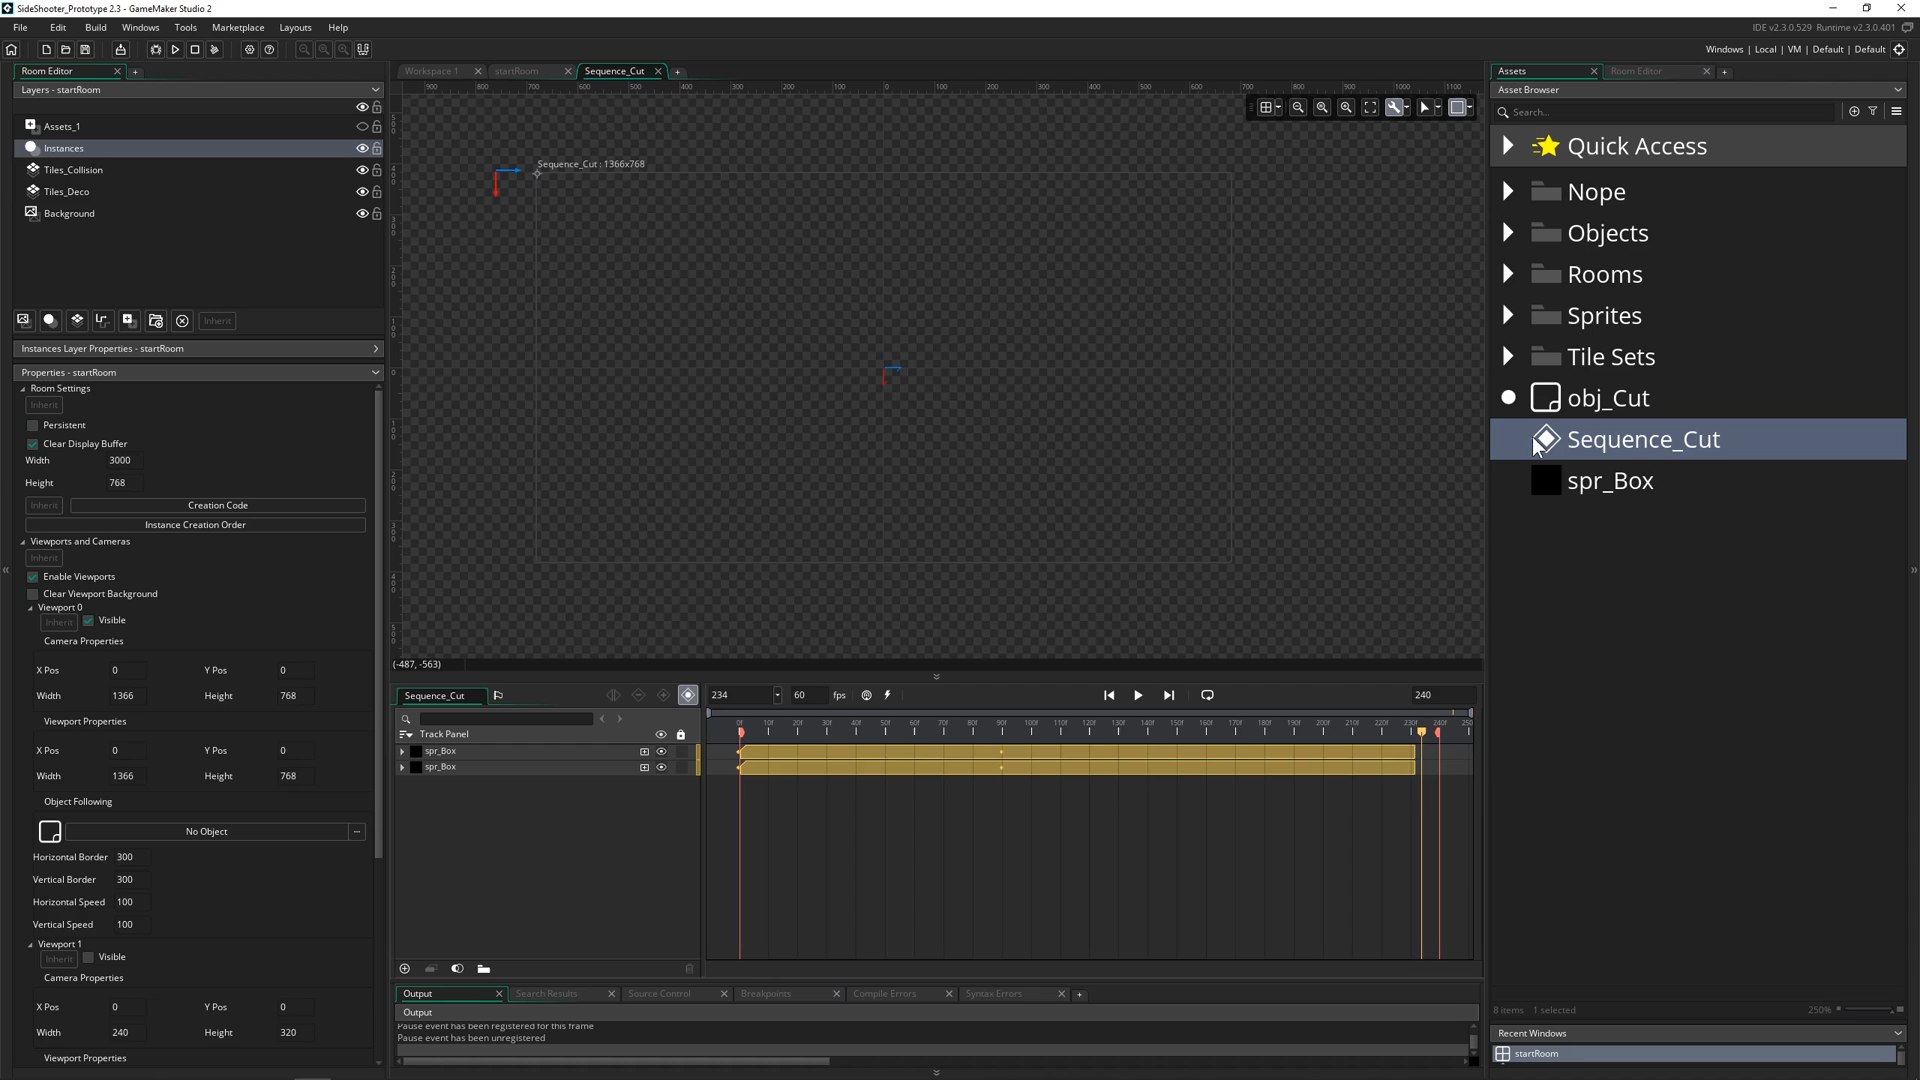 SideShooter_Prototype 2.3 - GameMaker Studio 2
File Edit Build Windows Tools Marketplace Layouts Help
IDE v2.3.0.529 Runtime v2.3.0.401
Windows | Local | VM | Default | Default
Room Editor
Layers - startRoom
Assets_1
Instances
Tiles_Collision
Tiles_Deco
Background
Inherit
Instances Layer Properties - startRoom
Properties - startRoom
Room Settings
Inherit
Persistent
Clear Display Buffer
Width 3000
Height 768
Inherit Creation Code
Instance Creation Order
Viewports and Cameras
Inherit
Enable Viewports
Clear Viewport Background
Viewport 0
Inherit Visible
Camera Properties
X Pos 0 Y Pos 0
Width 1366 Height 768
Viewport Properties
X Pos 0 Y Pos 0
Width 1366 Height 768
Object Following
No Object ...
Horizontal Border 300
Vertical Border 300
Horizontal Speed 100
Vertical Speed 100
Viewport 1
Inherit Visible
Camera Properties
X Pos 0 Y Pos 0
Width 240 Height 320
Viewport Properties
Workspace 1 startRoom Sequence_Cut
900 800 700 600 500 400 300 200 100 0 100 200 300 400 500 600 700 800 900 1000 1100
500
400
300
200
100
0
100
200
300
400
500
Sequence_Cut : 1366x768
(-487, -563)
Sequence_Cut
234 60 fps 240
Track Panel
0f 10f 20f 30f 40f 50f 60f 70f 80f 90f 100f 110f 120f 130f 140f 150f 160f 170f 180f 190f 200f 210f 220f 230f 240f 250
spr_Box
spr_Box
Output Search Results Source Control Breakpoints Compile Errors Syntax Errors
Output
Pause event has been registered for this frame
Pause event has been unregistered
Assets Room Editor
Asset Browser
Search...
Quick Access
Nope
Objects
Rooms
Sprites
Tile Sets
obj_Cut
Sequence_Cut
spr_Box
8 items 1 selected 250%
Recent Windows
startRoom